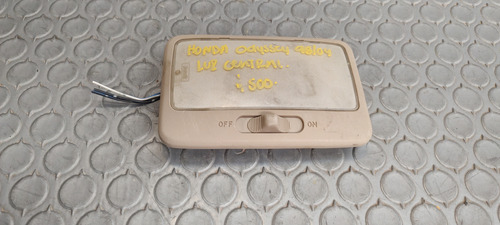 HONDA Odyssey 98/04
LUZ CENTRAL.
$ 500.
OFF ON